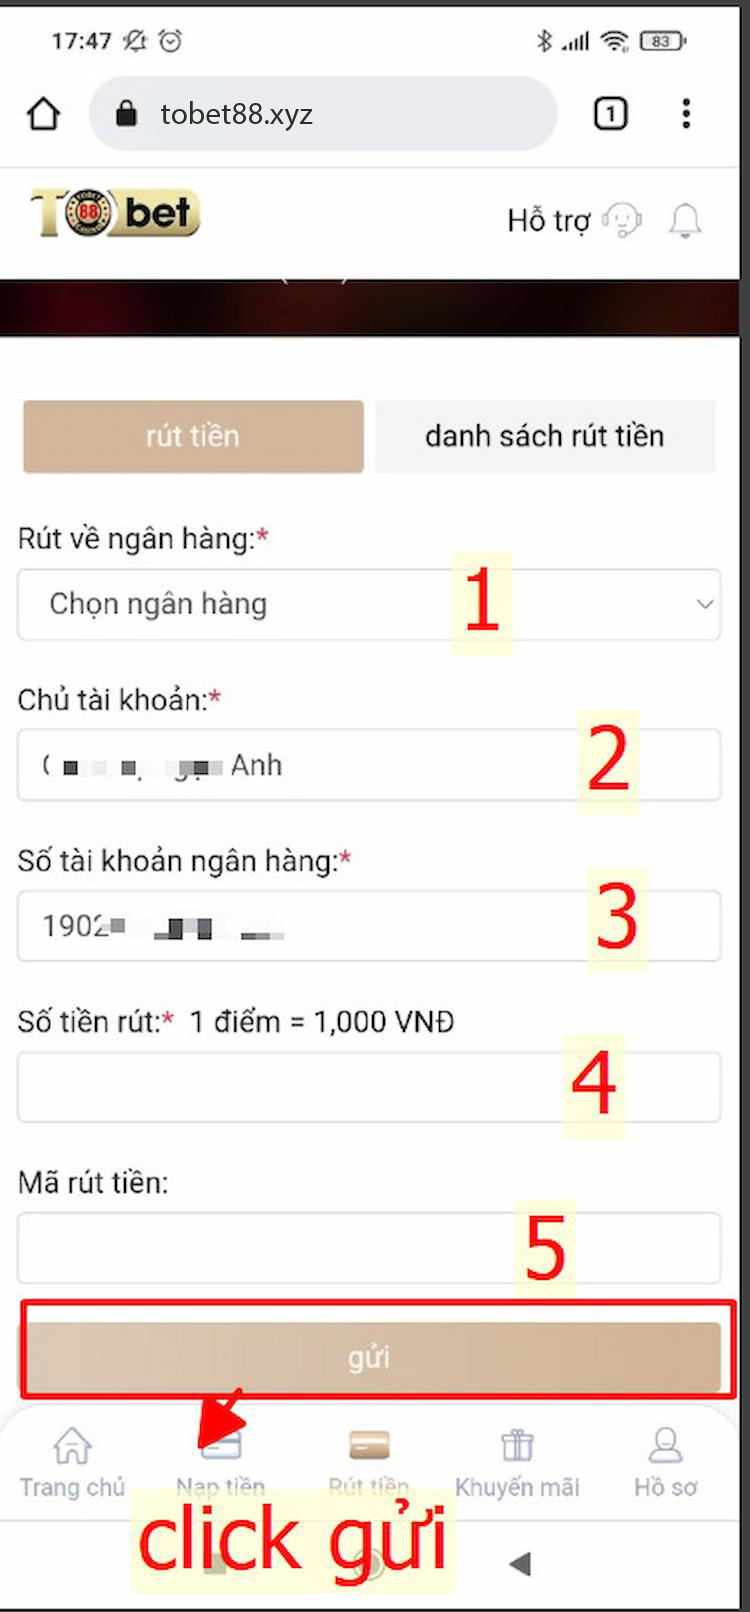 17:47
83
tobet88.xyz
1
TO 88 bet
Hỗ trợ
rút tiền
danh sách rút tiền
Rút về ngân hàng:*
Chọn ngân hàng
1
Chủ tài khoản:*
Anh
2
Số tài khoản ngân hàng:*
1902
3
Số tiền rút:* 1 điểm = 1,000 VNĐ
4
Mã rút tiền:
5
gửi
Trang chủ
Nạp tiền
Rút tiền
Khuyến mãi
Hồ sơ
click gửi